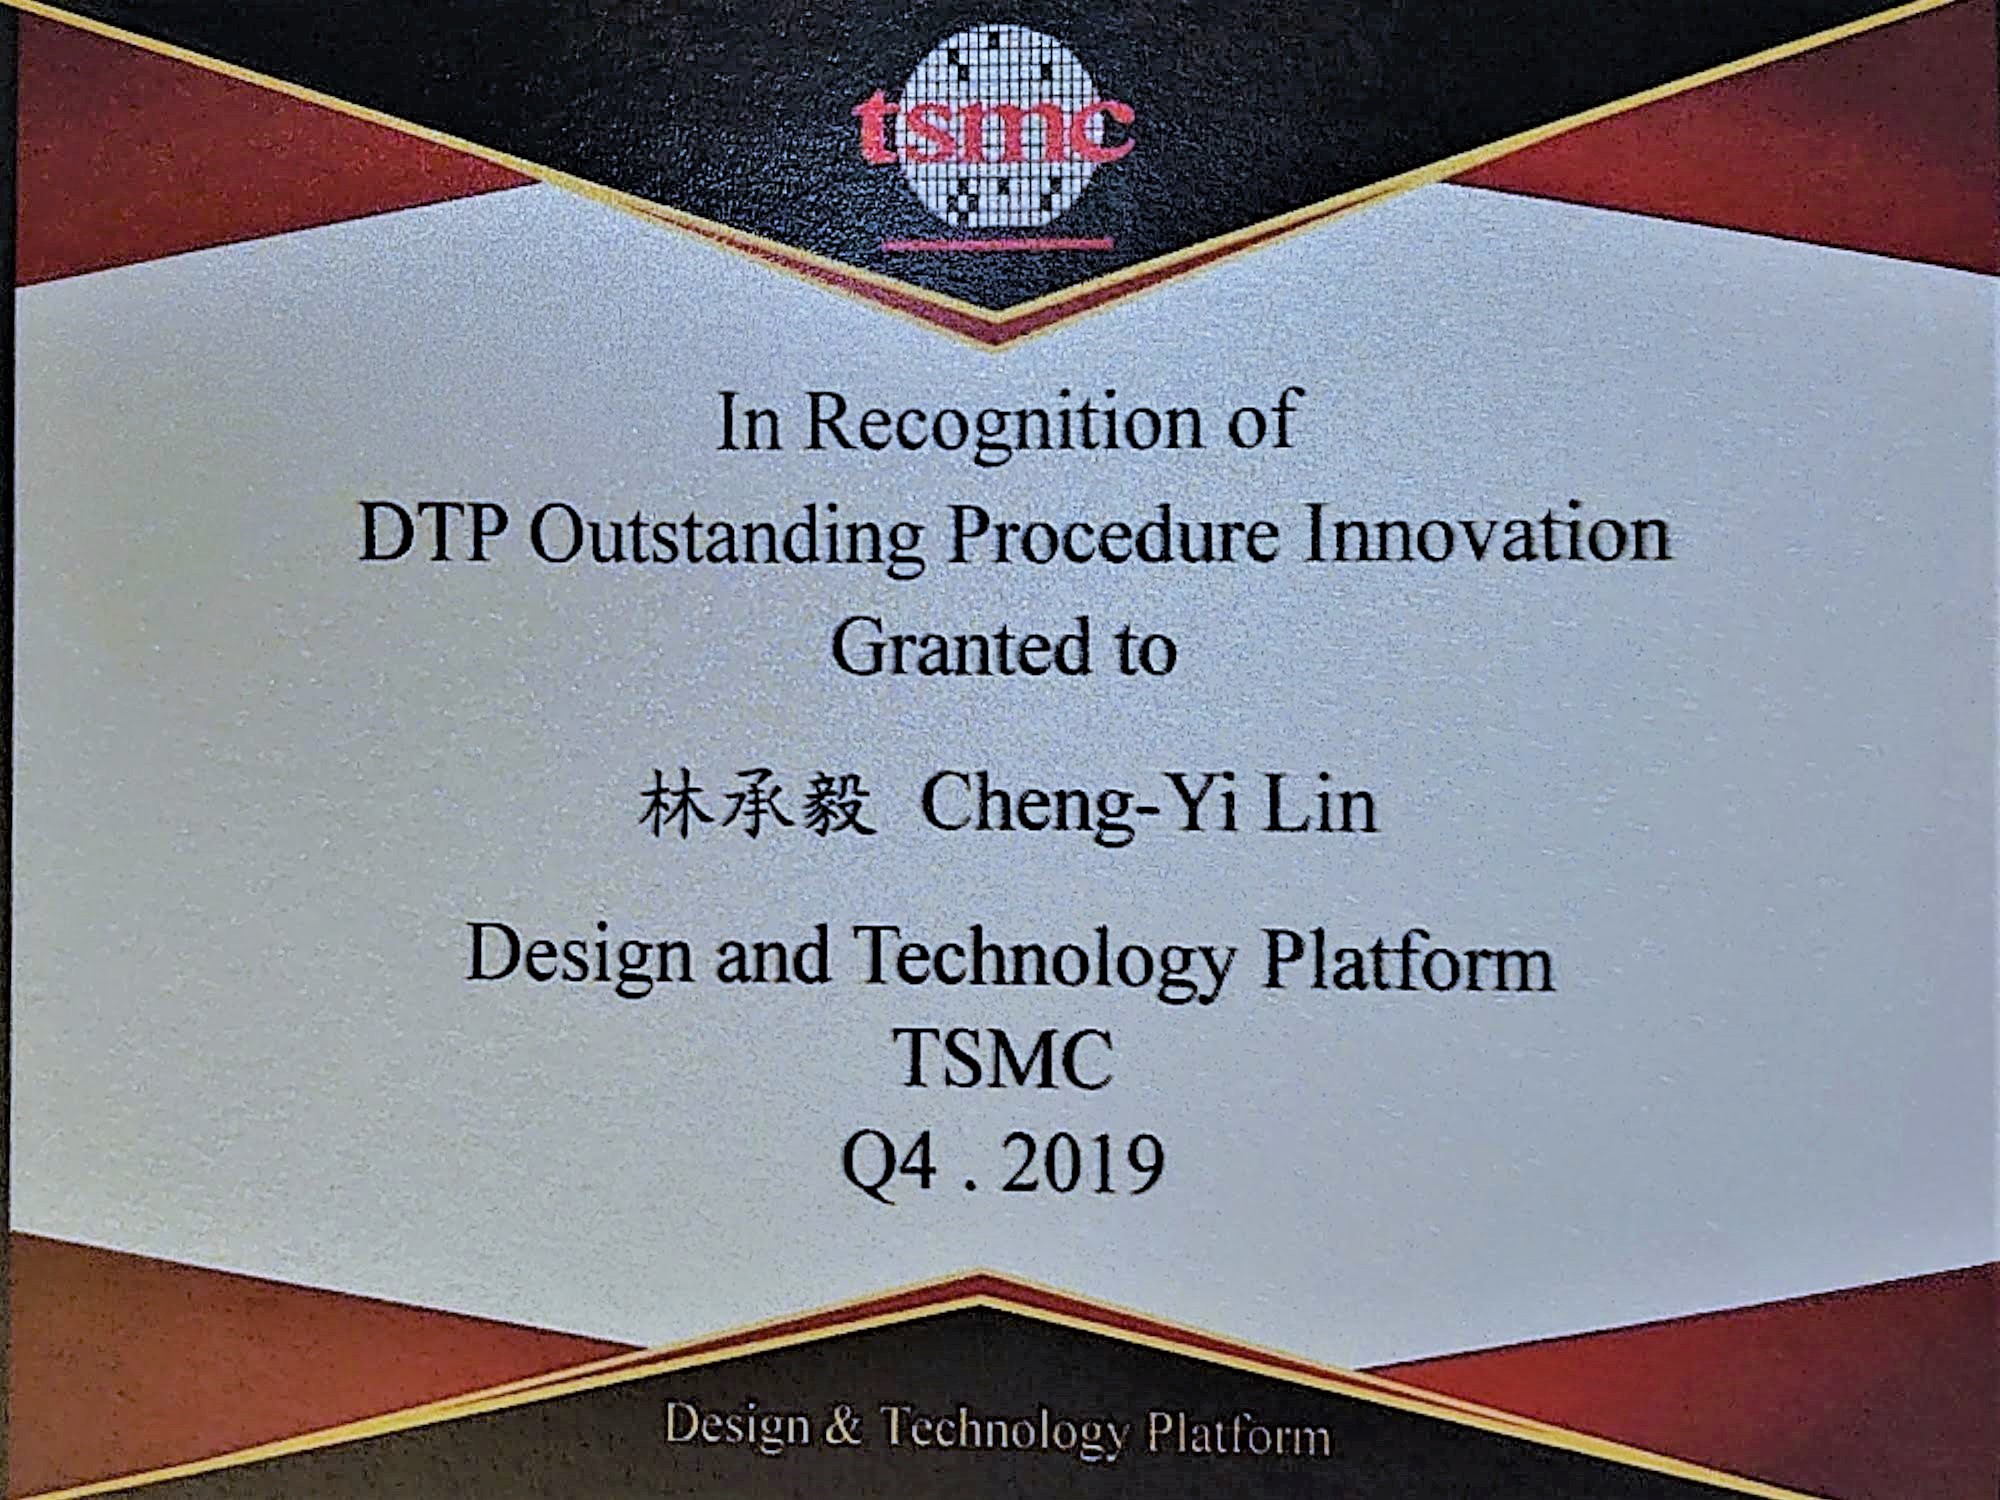 tsmc
In Recognition of
DTP Outstanding Procedure Innovation
Granted to
林承毅 Cheng-Yi Lin
Design and Technology Platform
TSMC
Q4 . 2019
Design & Technology Platform